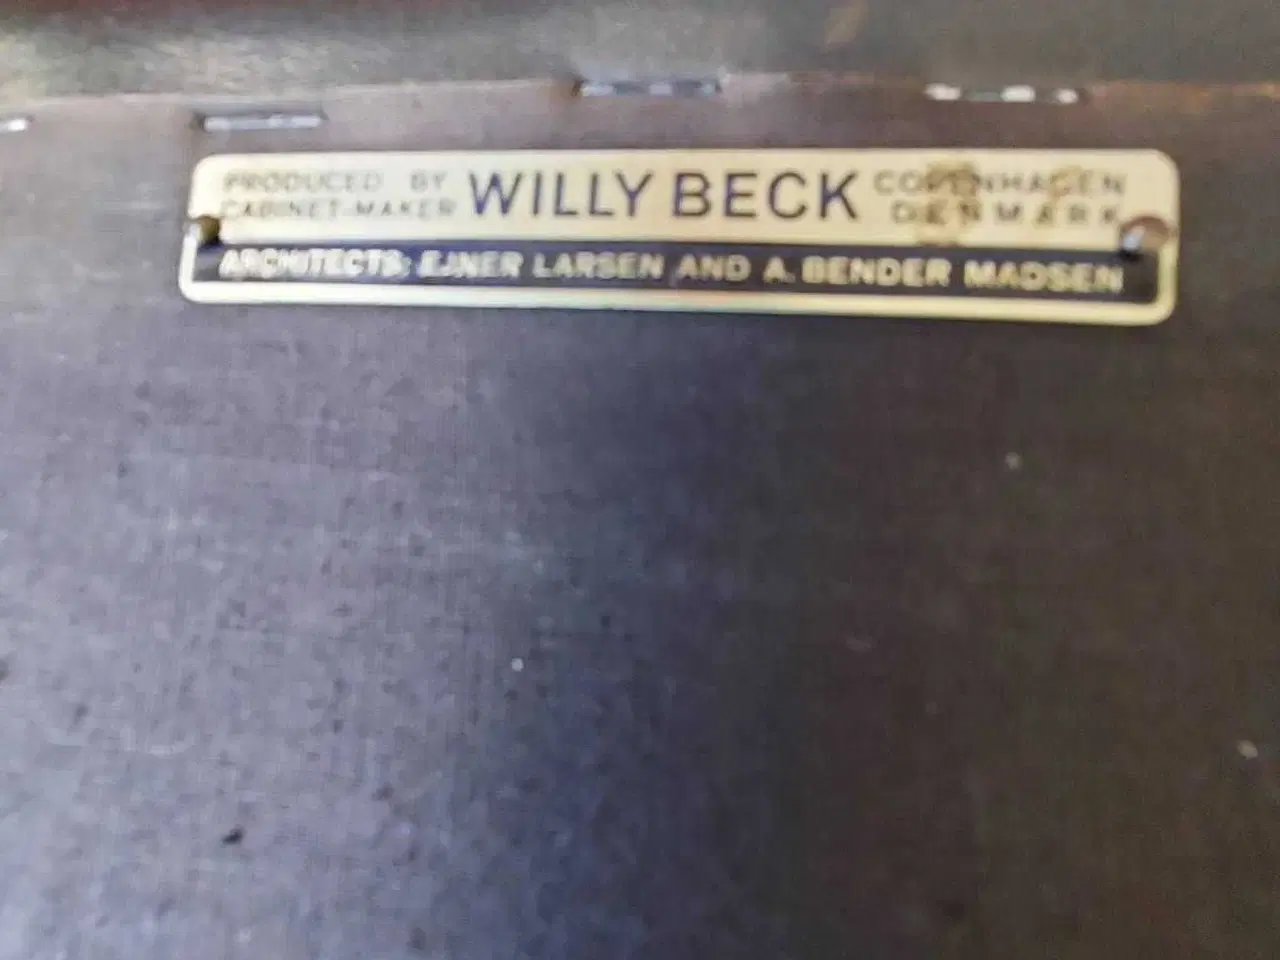 PRODUCED BY
CABINET-MAKER
WILLY BECK
COPENHAGEN
DENMARK
ARCHITECTS: EJNER LARSEN AND A. BENDER MADSEN